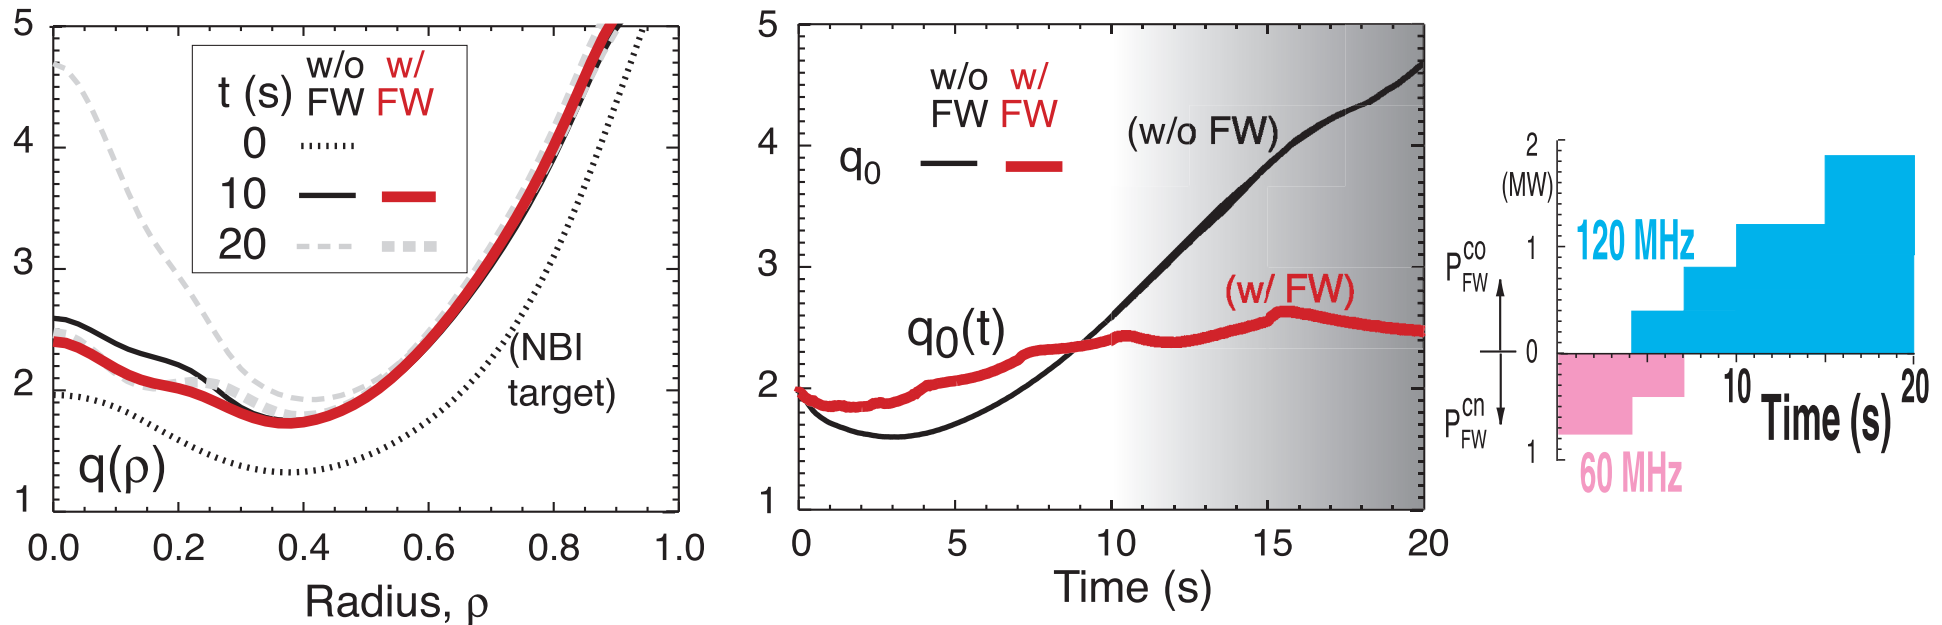 5
4
3
2
1
t (s)
w/o
FW
w/
FW
0
10
20
(NBI
target)
q(ρ)
0.0
0.2
0.4
0.6
0.8
1.0
Radius, ρ
5
4
3
2
1
w/o
FW
w/
FW
q0
(w/o FW)
(w/ FW)
q0(t)
0
5
10
15
20
Time (s)
2
(MW)
120 MHz
1
PFWco
0
PFWcn
10
20
Time (s)
1
60 MHz